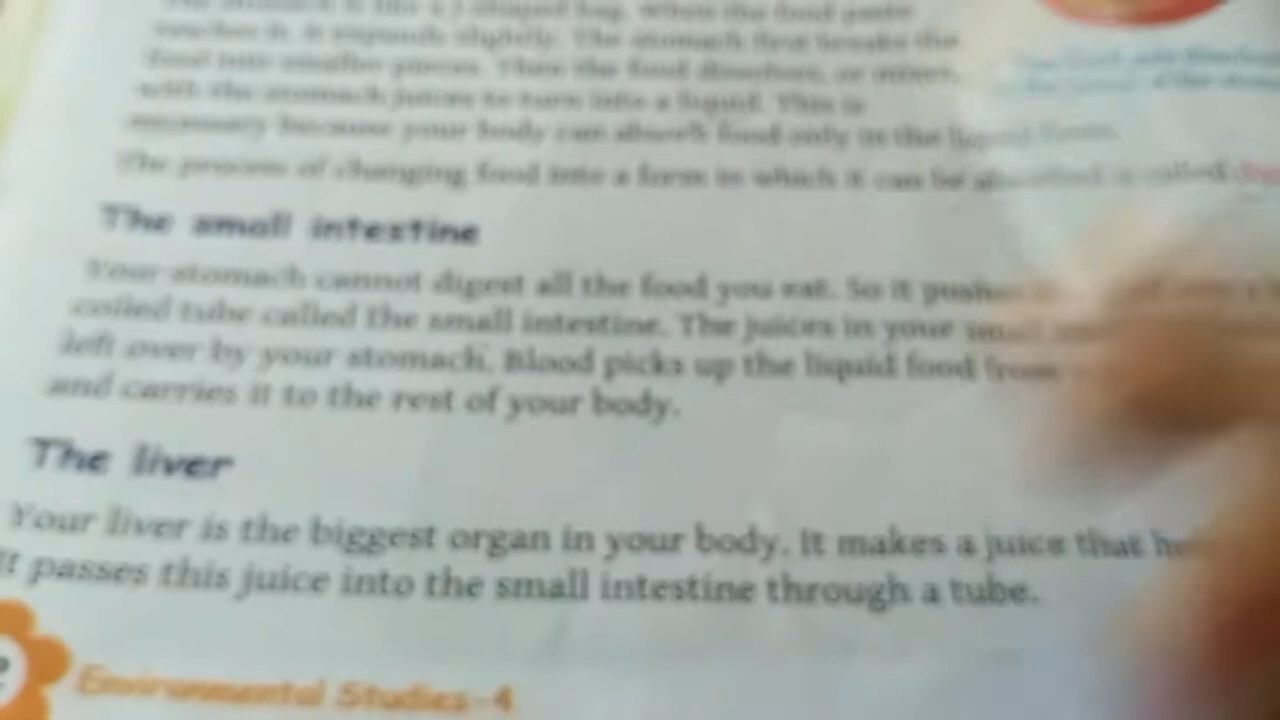 The stomach is like a J-shaped bag. When the food paste
reaches it, it expands slightly. The stomach first breaks the
food into smaller pieces. Then the food dissolves, or mixes,
with the stomach juices to turn into a liquid. This is
necessary because your body can absorb food only in the liquid form.
The process of changing food into a form in which it can be absorbed is called
The small intestine
Your stomach cannot digest all the food you eat. So it pushes
coiled tube called the small intestine. The juices in your small
left over by your stomach. Blood picks up the liquid food from
and carries it to the rest of your body.
The liver
Your liver is the biggest organ in your body. It makes a juice that
It passes this juice into the small intestine through a tube.
Environmental Studies-4